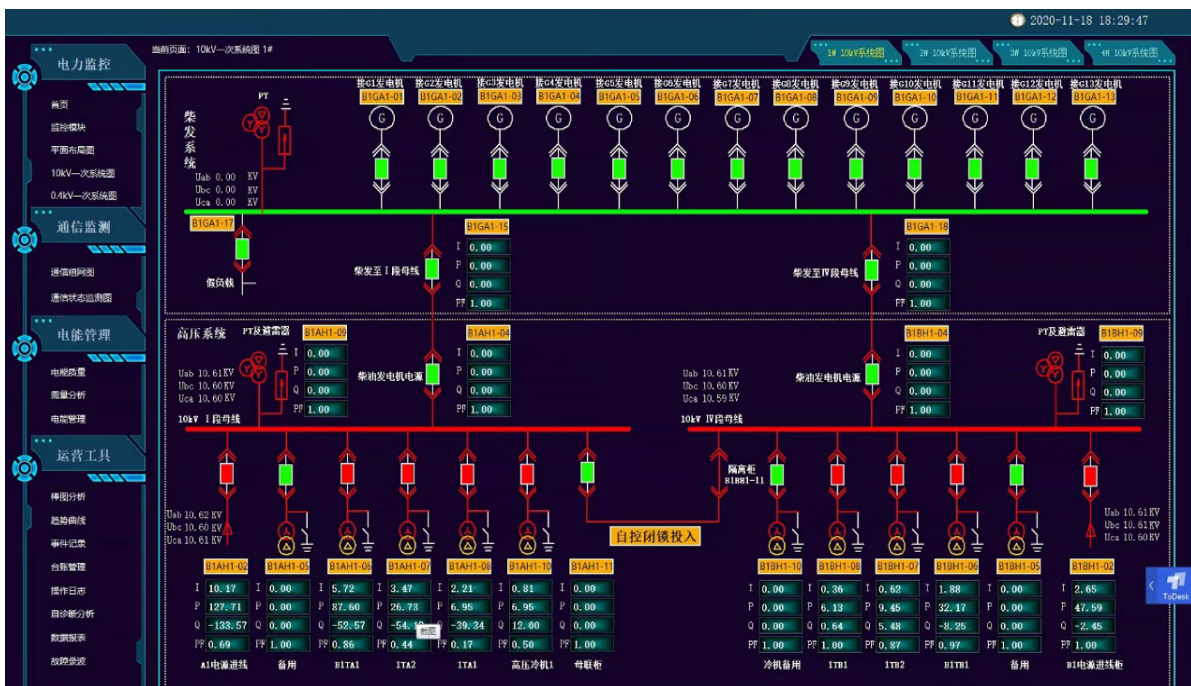 2020-11-18 18:29:47
当前页面: 10kV一次系统图 1#
1# 10kV系统图 2# 10kV系统图 3# 10kV系统图 4# 10kV系统图
电力监控
首页
监控模块
平面布局图
10kV一次系统图
0.4kV一次系统图
通信监测
通信组网图
通信状态监测图
电能管理
电能质量
需量分析
电能管理
运营工具
棒图分析
趋势曲线
事件记录
台账管理
操作日志
自诊断分析
数据报表
故障录波
接G1发电机 接G2发电机 接G3发电机 接G4发电机 接G5发电机 接G6发电机 接G7发电机 接G8发电机 接G9发电机 接G10发电机 接G11发电机 接G12发电机 接G13发电机
B1GA1-01 B1GA1-02 B1GA1-03 B1GA1-04 B1GA1-05 B1GA1-06 B1GA1-07 B1GA1-08 B1GA1-09 B1GA1-10 B1GA1-11 B1GA1-12 B1GA1-13
G G G G G G G G G G G G G
柴发系统
PT
Uab 0.00 KV
Ubc 0.00 KV
Uca 0.00 KV
B1GA1-17
假负载
B1GA1-15
柴发至I段母线
I 0.00
P 0.00
Q 0.00
PF 1.00
B1GA1-18
柴发至IV段母线
I 0.00
P 0.00
Q 0.00
PF 1.00
高压系统
PT及避雷器
B1AH1-09
I 0.00
P 0.00
Q 0.00
PF 1.00
Uab 10.61KV
Ubc 10.60KV
Uca 10.60KV
10kV I段母线
柴油发电机电源
B1AH1-04
I 0.00
P 0.00
Q 0.00
PF 1.00
Uab 10.61KV
Ubc 10.60KV
Uca 10.59KV
10kV IV段母线
柴油发电机电源
B1BH1-04
I 0.00
P 0.00
Q 0.00
PF 1.00
PT及避雷器
B1BH1-09
I 0.00
P 0.00
Q 0.00
PF 1.00
隔离柜
B1BH1-11
自控闭锁投入
Uab 10.62 KV
Ubc 10.60 KV
Uca 10.61 KV
Uab 10.61KV
Ubc 10.61KV
Uca 10.60KV
B1AH1-02 B1AH1-05 B1AH1-06 B1AH1-07 B1AH1-08 B1AH1-10 B1AH1-11
I 10.17 I 0.00 I 5.72 I 3.47 I 2.21 I 0.81 I 0.00
P 127.71 P 0.00 P 87.60 P 26.73 P 6.95 P 6.95 P 0.00
Q -133.57 Q 0.00 Q -52.57 Q -54. Q -39.34 Q 12.00 Q 0.00
截图
PF 0.69 PF 1.00 PF 0.86 PF 0.44 PF 0.17 PF 0.50 PF 1.00
A1电源进线 备用 B1TA1 1TA2 1TA1 高压冷机1 母联柜
B1BH1-10 B1BH1-08 B1BH1-07 B1BH1-06 B1BH1-05 B1BH1-02
I 0.00 I 0.36 I 0.62 I 1.88 I 0.00 I 2.65
P 0.00 P 6.13 P 9.45 P 32.17 P 0.00 P 47.59
Q 0.00 Q 0.64 Q 5.48 Q -8.25 Q 0.00 Q -2.45
PF 1.00 PF 1.00 PF 0.87 PF 0.97 PF 1.00 PF 1.00
冷机备用 1TB1 1TB2 B1TB1 备用 B1电源进线柜
ToDesk